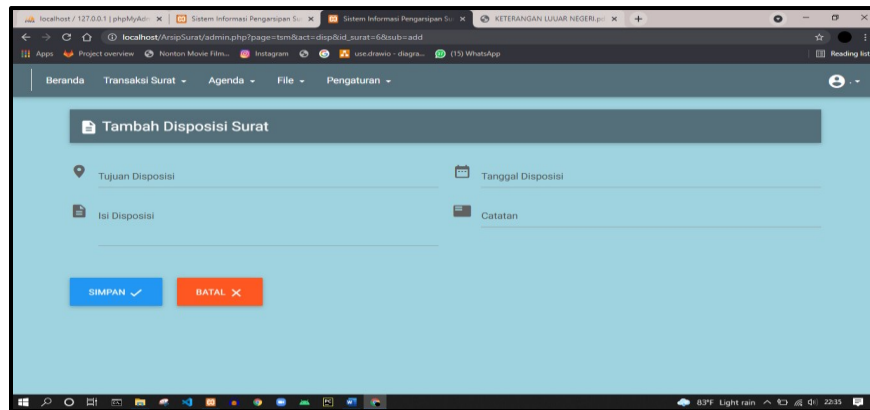 localhost / 127.0.0.1 | phpMyAdm
Sistem Informasi Pengarsipan Sur
Sistem Informasi Pengarsipan Sur
KETERANGAN LUUAR NEGERI.pd
localhost/ArsipSurat/admin.php?page=tsm&act=disp&id_surat=6&sub=add
Apps
Project overview
Nonton Movie Film...
Instagram
use.drawio - diagra...
(15) WhatsApp
Reading list
Beranda
Transaksi Surat
Agenda
File
Pengaturan
Tambah Disposisi Surat
Tujuan Disposisi
Tanggal Disposisi
Isi Disposisi
Catatan
SIMPAN
BATAL
83°F Light rain
22:35